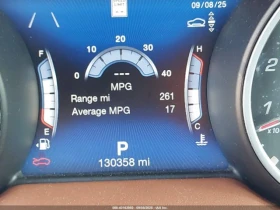 09/08/25
10 20 30
0 40
---
MPG
F
H
Range mi 261
Average MPG 17
E
C
P
130358 mi